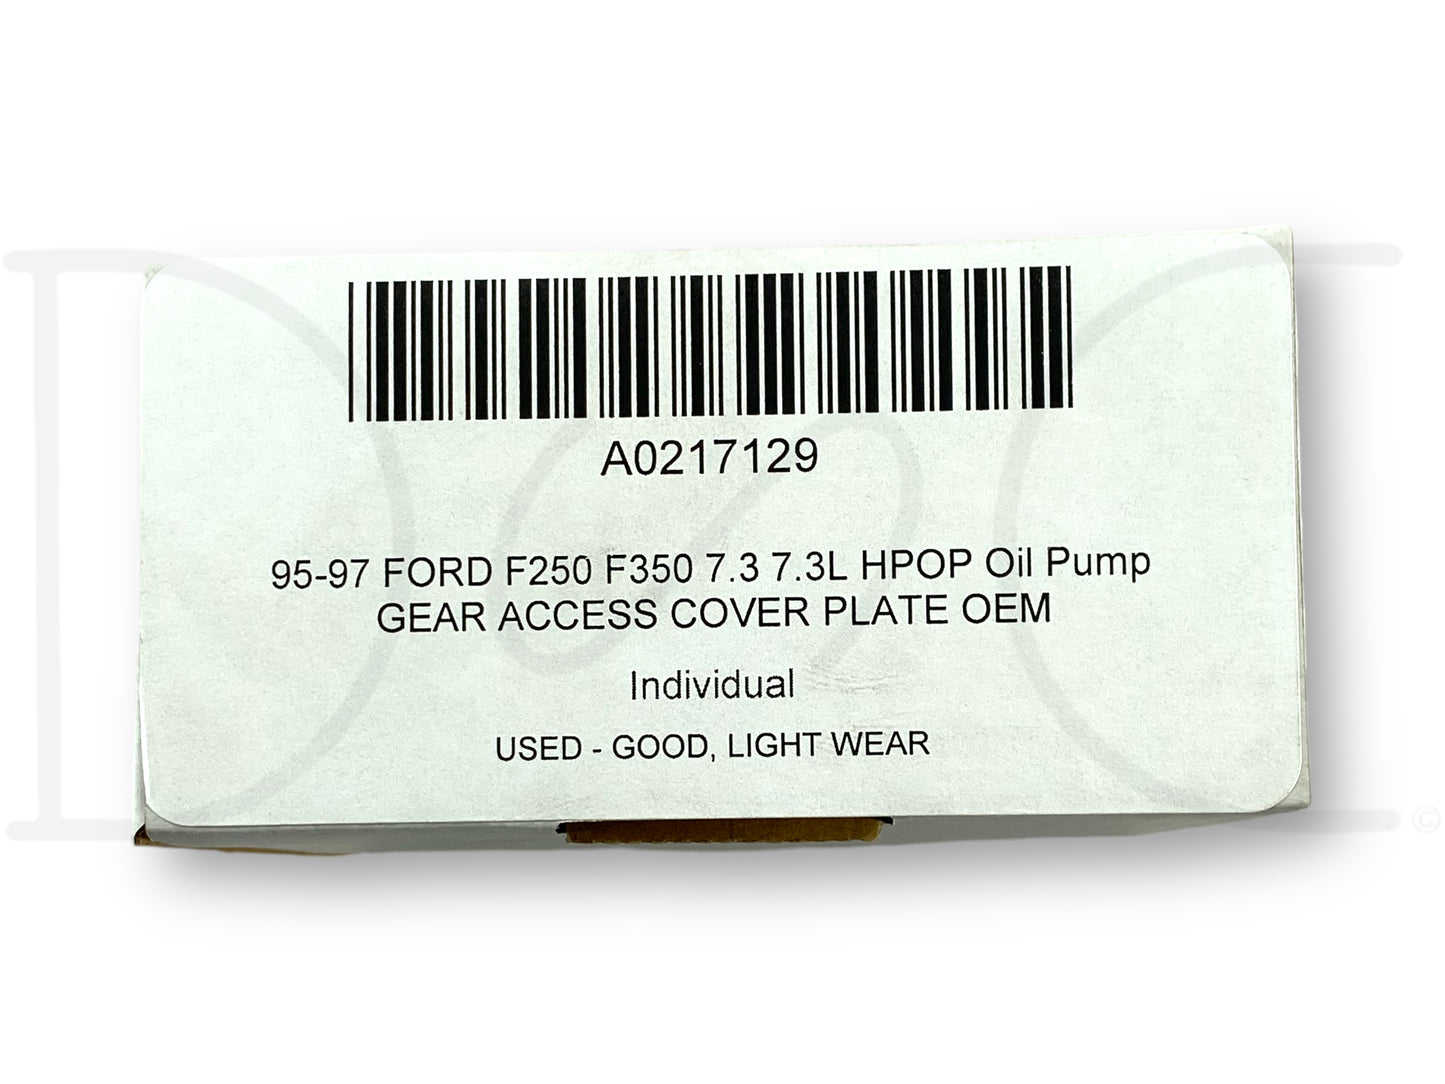 A0217129
95-97 FORD F250 F350 7.3 7.3L HPOP Oil Pump
GEAR ACCESS COVER PLATE OEM
Individual
USED - GOOD, LIGHT WEAR
©